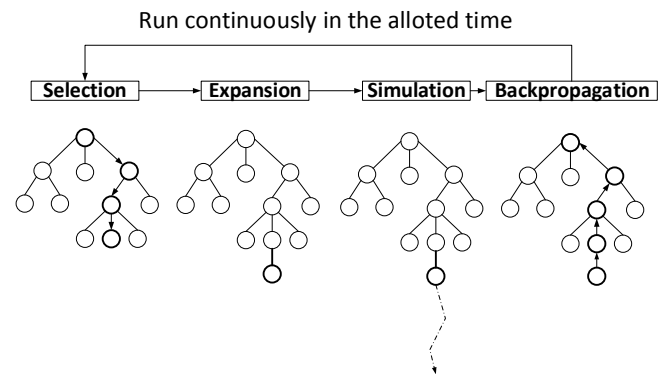 Run continuously in the alloted time
Selection
Expansion
Simulation
Backpropagation